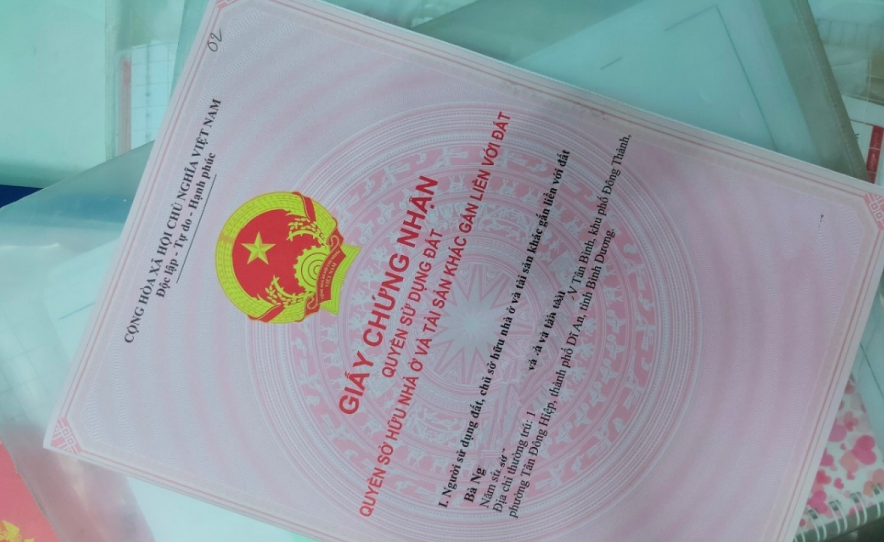 02
CỘNG HÒA XÃ HỘI CHỦ NGHĨA VIỆT NAM
Độc lập - Tự do - Hạnh phúc
GIẤY CHỨNG NHẬN
QUYỀN SỬ DỤNG ĐẤT
QUYỀN SỞ HỮU NHÀ Ở VÀ TÀI SẢN KHÁC GẮN LIỀN VỚI ĐẤT
I. Người sử dụng đất, chủ sở hữu nhà ở và tài sản khác gắn liền với đất
Bà Ng
Năm
Địa chỉ thường trú: 1 Tân Bình, khu phố Đông Thành,
phường Tân Đông Hiệp, thành phố Dĩ An, tỉnh Bình Dương.